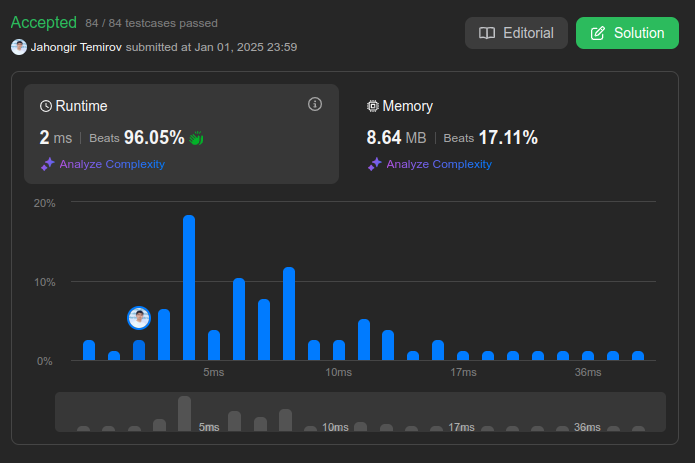 Accepted 84 / 84 testcases passed
Jahongir Temirov submitted at Jan 01, 2025 23:59
Editorial
Solution
Runtime
2 ms | Beats 96.05%
Analyze Complexity
Memory
8.64 MB | Beats 17.11%
Analyze Complexity
20%
10%
0%
5ms 10ms 17ms 36ms
5ms 10ms 17ms 36ms